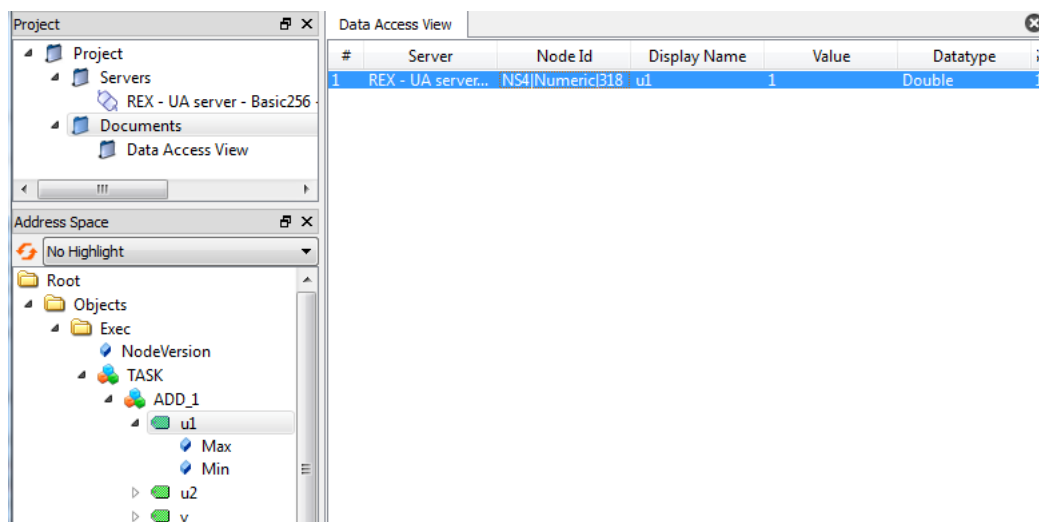 Project
Project
Servers
REX - UA server - Basic256 -
Documents
Data Access View
Address Space
No Highlight
Root
Objects
Exec
NodeVersion
TASK
ADD_1
u1
Max
Min
u2
y
Data Access View
# Server Node Id Display Name Value Datatype
1 REX - UA server... NS4|Numeric|318 u1 1 Double